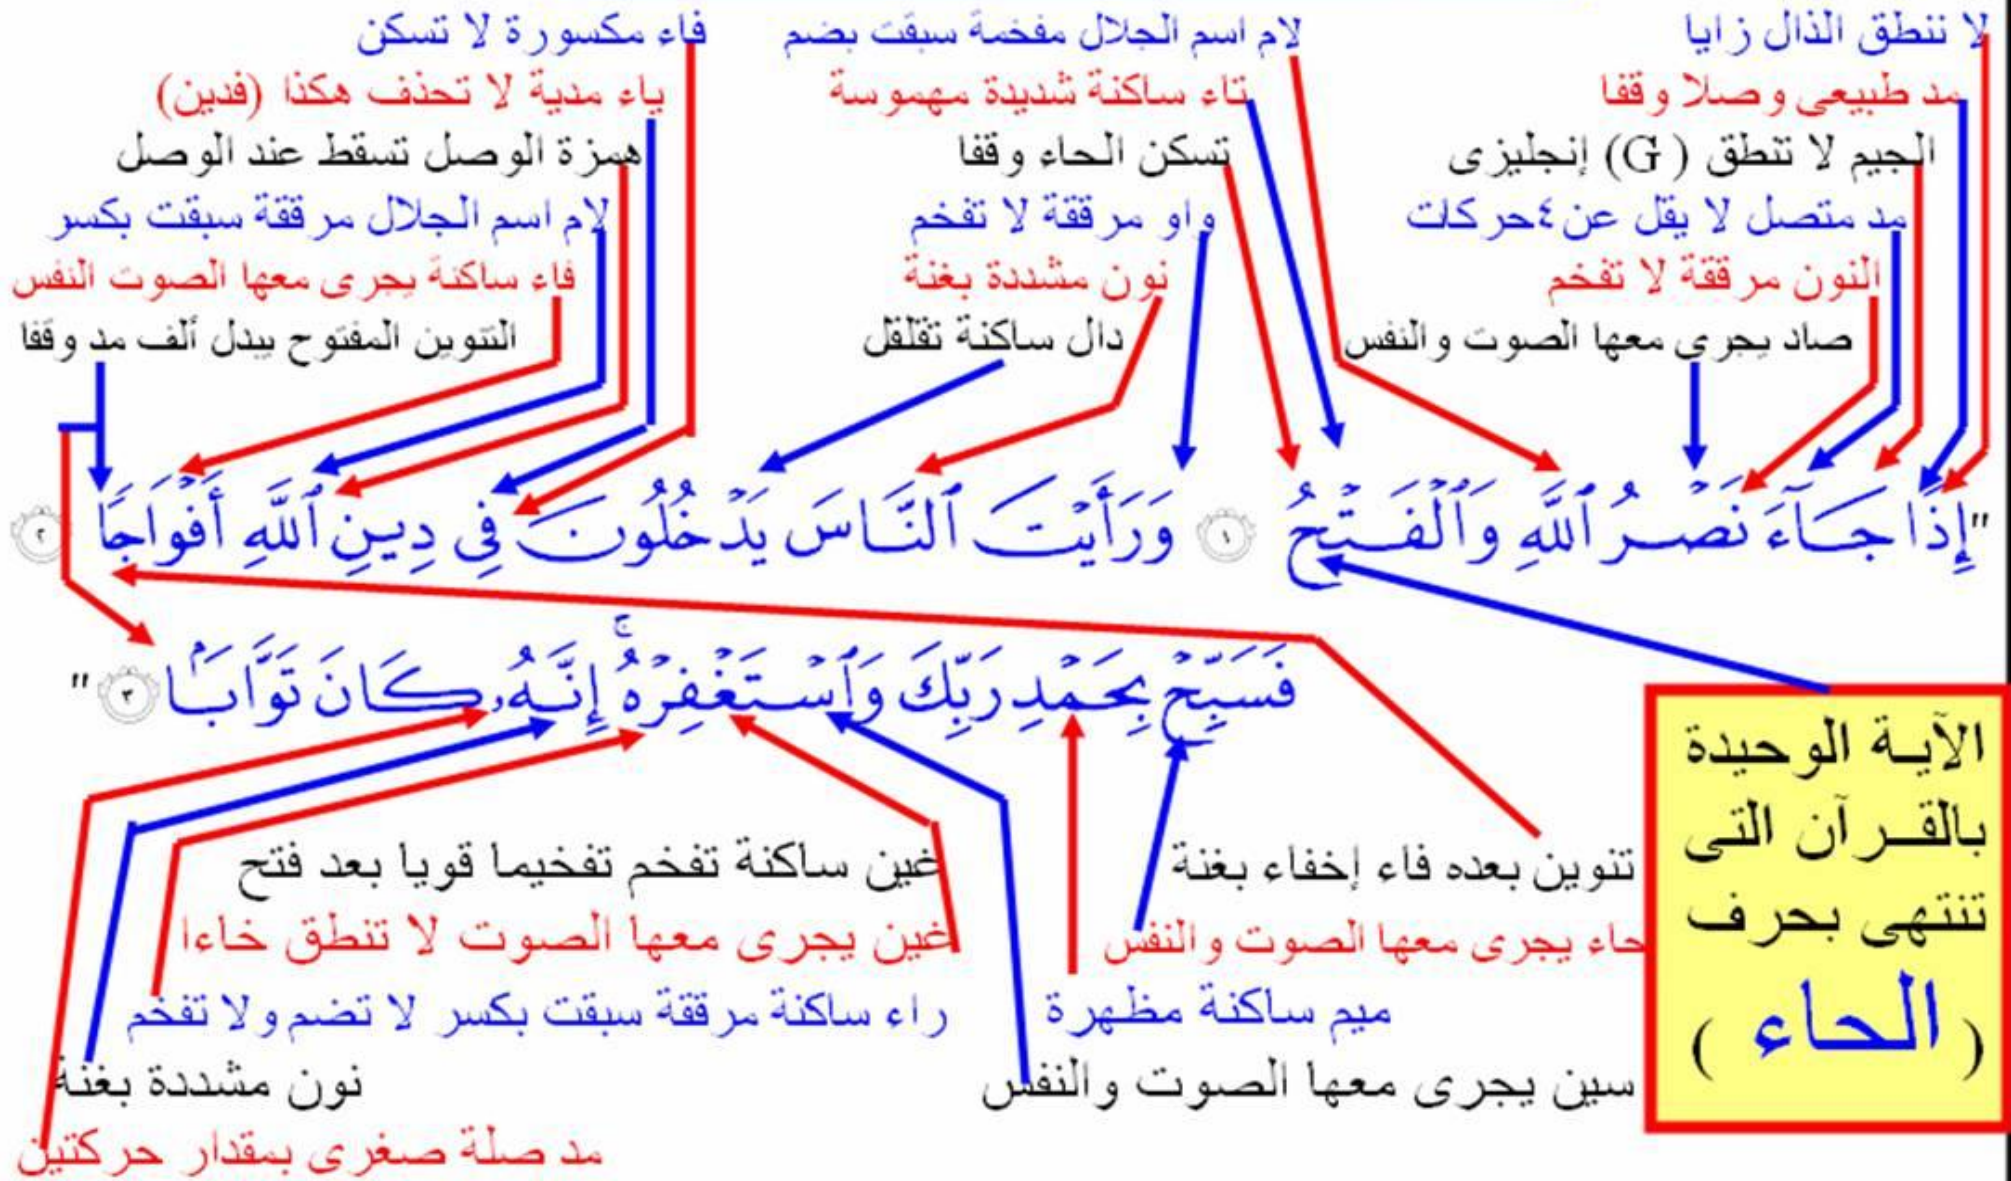 لا ننطق الذال زايا
مد طبيعى وصلا وقفا
الجيم لا تنطق (G) إنجليزى
مد متصل لا يقل عن ٤حركات
النون مرققة لا تفخم
صاد يجرى معها الصوت والنفس
لام اسم الجلال مفخمة سبقت بضم
تاء ساكنة شديدة مهموسة
تسكن الحاء وقفا
واو مرققة لا تفخم
نون مشددة بغنة
دال ساكنة تقلقل
فاء مكسورة لا تسكن
ياء مدية لا تحذف هكذا (فدين)
همزة الوصل تسقط عند الوصل
لام اسم الجلال مرققة سبقت بكسر
فاء ساكنة يجرى معها الصوت النفس
التنوين المفتوح يبدل ألف مد وقفا
"إِذَا جَآءَ نَصْرُ ٱللَّهِ وَٱلْفَتْحُ ١ وَرَأَيْتَ ٱلنَّاسَ يَدْخُلُونَ فِى دِينِ ٱللَّهِ أَفْوَاجًا ٢
فَسَبِّحْ بِحَمْدِ رَبِّكَ وَٱسْتَغْفِرْهُ ۚ إِنَّهُۥ كَانَ تَوَّابًۢا ٣ "
الآية الوحيدة
بالقرآن التى
تنتهى بحرف
( الحاء )
تنوين بعده فاء إخفاء بغنة
حاء يجرى معها الصوت والنفس
ميم ساكنة مظهرة
سين يجرى معها الصوت والنفس
غين ساكنة تفخم تفخيما قويا بعد فتح
غين يجرى معها الصوت لا تنطق خاءا
راء ساكنة مرققة سبقت بكسر لا تضم ولا تفخم
نون مشددة بغنة
مد صلة صغرى بمقدار حركتين